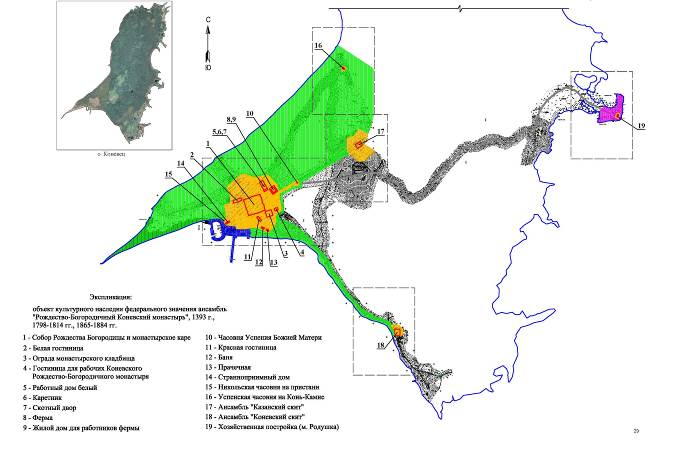 С
Ю
16
10
8,9
5,6,7
1
2
14
15
17
19
о. Коневец
11
12
13
3
4
18
Экспликация:
объект культурного наследия федерального значения ансамбль
"Рождество-Богородичный Коневский монастырь", 1393 г.,
1798-1814 гг., 1865-1884 гг.
1 - Собор Рождества Богородицы и монастырское каре
2 - Белая гостиница
3 - Ограда монастырского кладбища
4 - Гостиница для рабочих Коневского
Рождество-Богородичного монастыря
5 - Работный дом белый
6 - Каретник
7 - Скотный двор
8 - Ферма
9 - Жилой дом для работников фермы
10 - Часовня Успения Божией Матери
11 - Красная гостиница
12 - Баня
13 - Прачечная
14 - Странноприимный дом
15 - Никольская часовня на пристани
16 - Успенская часовня на Конь-Камне
17 - Ансамбль "Казанский скит"
18 - Ансамбль "Коневский скит"
19 - Хозяйственная постройка (м. Родушка)